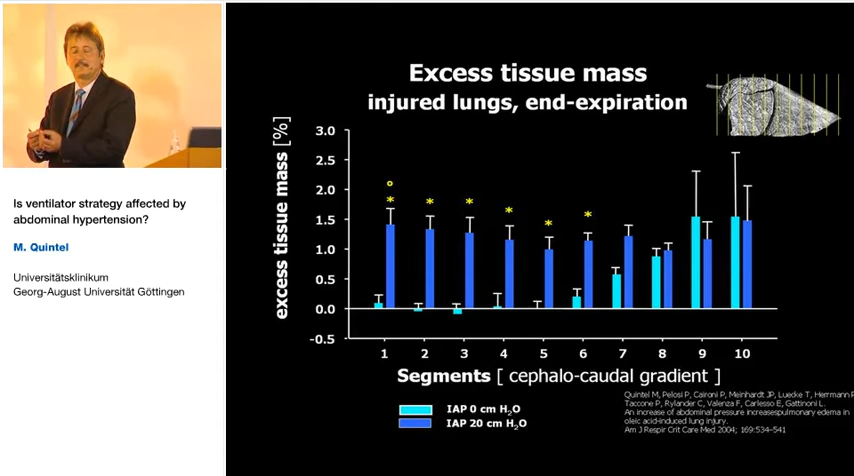 Is ventilator strategy affected by
abdominal hypertension?
M. Quintel
Universitätsklinikum
Georg-August Universität Göttingen
Excess tissue mass
injured lungs, end-expiration
excess tissue mass [%]
3.0
2.5
2.0
1.5
1.0
0.5
0.0
-0.5
° * * * * * *
1 2 3 4 5 6 7 8 9 10
Segments [ cephalo-caudal gradient ]
IAP 0 cm H₂O
IAP 20 cm H₂O
Quintel M, Pelosi P, Caironi P, Meinhardt JP, Luecke T, Herrmann P
Taccone P, Rylander C, Valenza F, Carlesso E, Gattinoni L.
An increase of abdominal pressure increasespulmonary edema in
oleic acid-induced lung injury.
Am J Respir Crit Care Med 2004; 169:534–541